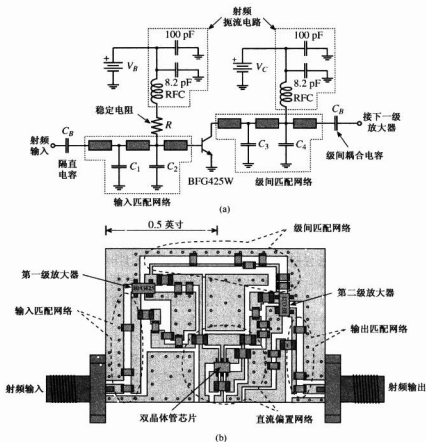 射频
扼流电路
100 pF
100 pF
V_B
8.2 pF
RFC
V_C
8.2 pF
RFC
稳定电阻
R
C_B
接下一级
放大器
射频
输入
C_B
隔直
电容
C_1
C_2
BFG425W
C_3
C_4
级间耦合电容
输入匹配网络
级间匹配网络
(a)
0.5 英寸
级间匹配网络
第一级放大器
第二级放大器
输入匹配网络
输出匹配网络
射频输入
射频输出
双晶体管芯片
直流偏置网络
(b)